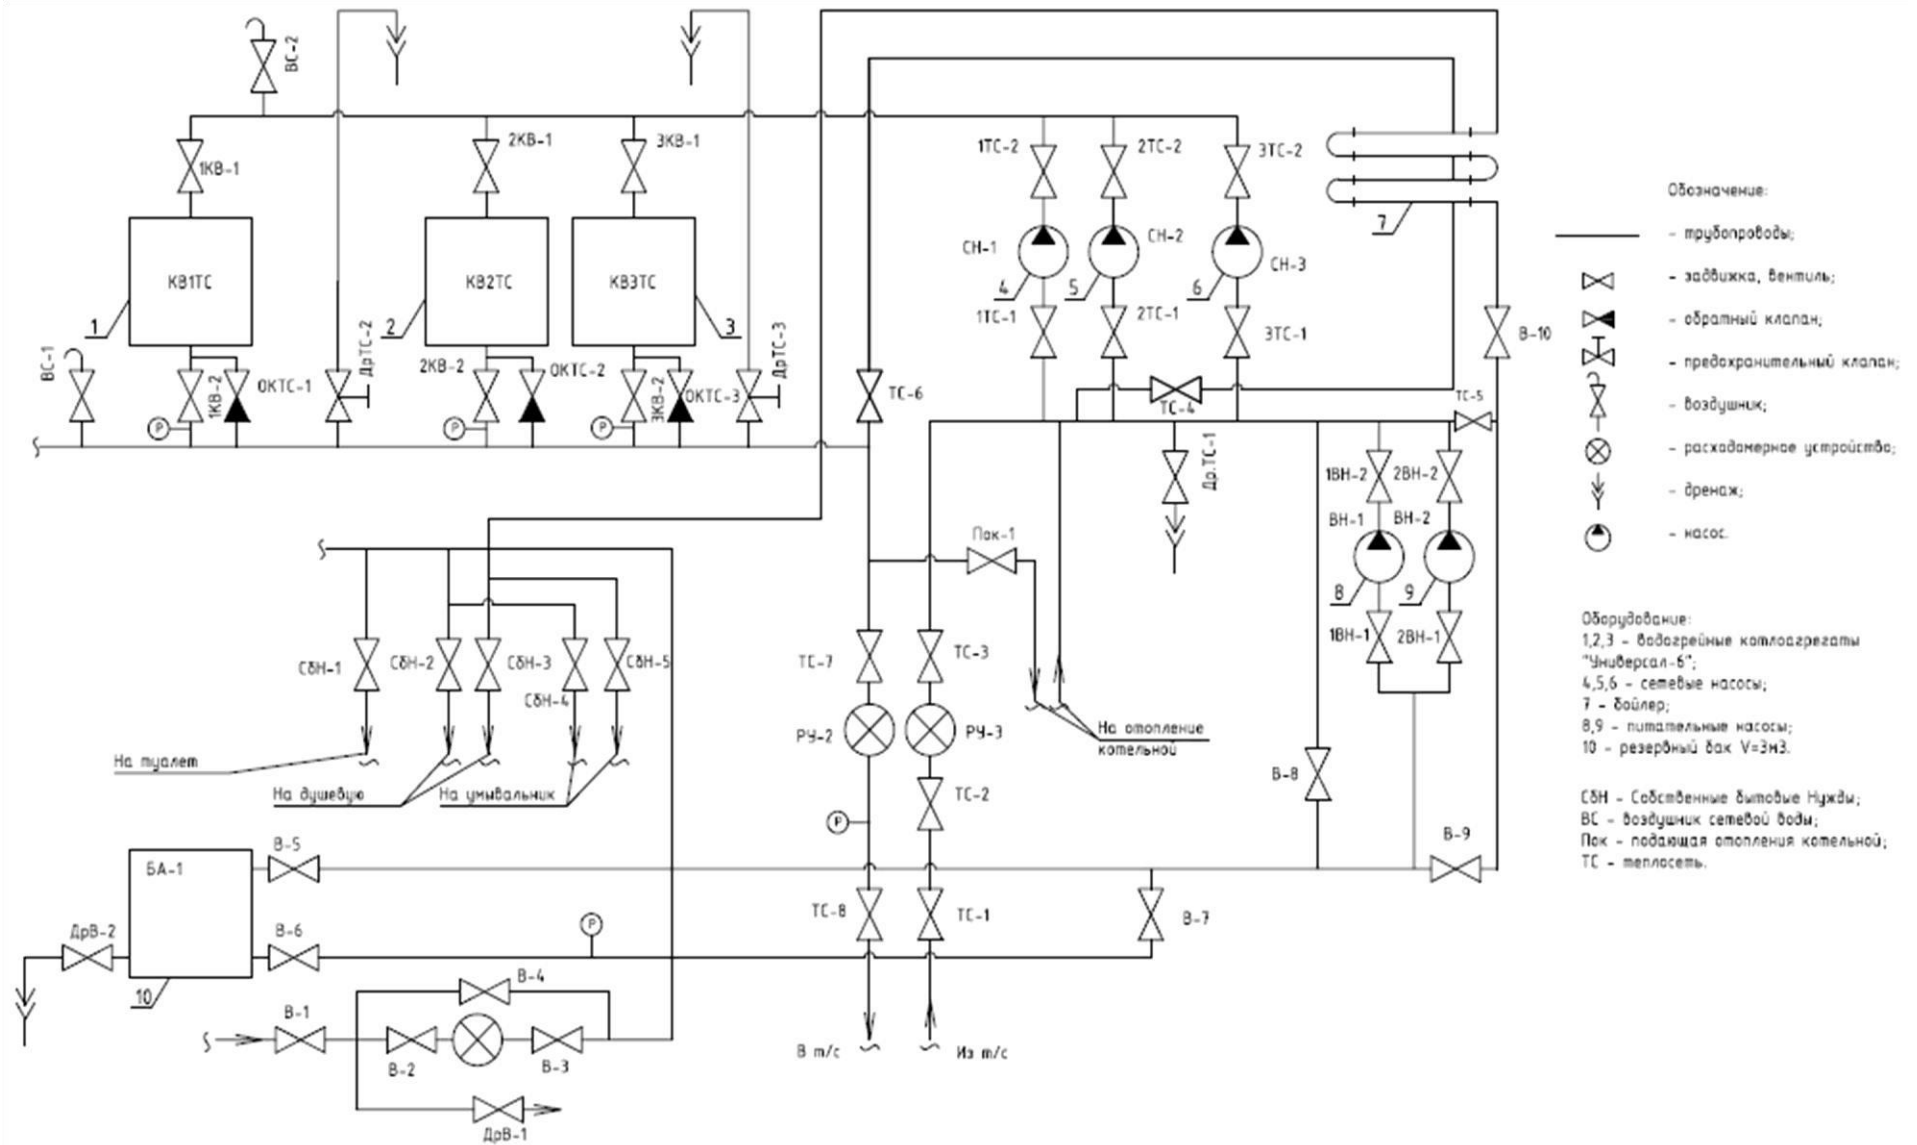 ВС-2
1КВ-1
2КВ-1
3КВ-1
1ТС-2
2ТС-2
3ТС-2
КВ1ТС
КВ2ТС
КВ3ТС
СН-1
СН-2
СН-3
1
2
3
4
5
6
7
ВС-1
1КВ-2
ОКТС-1
ДрТС-2
2КВ-2
ОКТС-2
3КВ-2
ОКТС-3
ДрТС-3
ТС-6
1ТС-1
2ТС-1
3ТС-1
ТС-4
ТС-5
В-10
Р
Р
Р
Др.ТС-1
1ВН-2
2ВН-2
ВН-1
ВН-2
8
9
1ВН-1
2ВН-1
Пок-1
СбН-1
СбН-2
СбН-3
СбН-4
СбН-5
ТС-7
ТС-3
РУ-2
РУ-3
На отопление
котельной
На туалет
На душевую
На умывальник
ТС-2
Р
В-8
В-9
БА-1
В-5
ДрВ-2
В-6
Р
ТС-8
ТС-1
В-7
10
В-4
В-1
В-2
В-3
ДрВ-1
В т/с
Из т/с
Обозначение:
- трубопроводы;
- задвижка, вентиль;
- обратный клапан;
- предохранительный клапан;
- воздушник;
- расходомерное устройство;
- дренаж;
- насос.
Оборудование:
1,2,3 - водогрейные котлоагрегаты
"Универсал-6";
4,5,6 - сетевые насосы;
7 - бойлер;
8,9 - питательные насосы;
10 - резервный бак V=3м3.
СбН - Собственные бытовые Нужды;
ВС - воздушник сетевой воды;
Пок - подающая отопления котельной;
ТС - теплосеть.